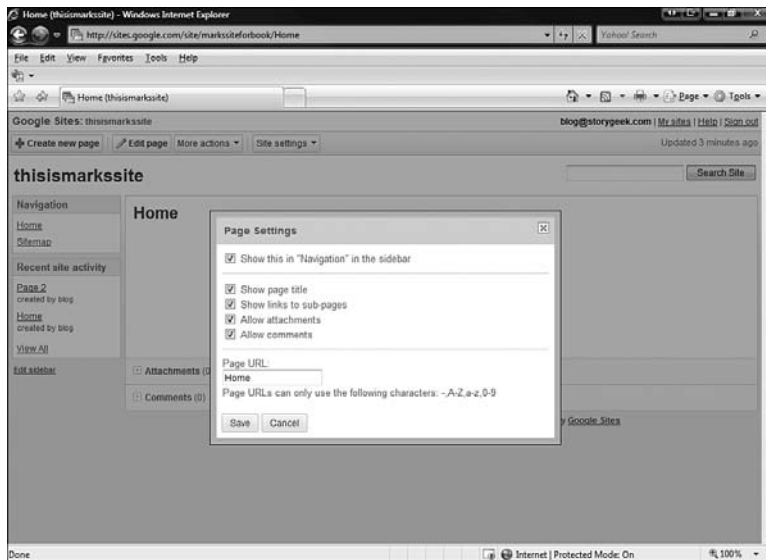 Home (thisismarkssite) - Windows Internet Explorer
http://sites.google.com/site/markssiteforbook/Home
Yahoo! Search
File Edit View Favorites Tools Help
Home (thisismarkssite)
Page Tools
Google Sites: thisismarkssite
blog@storygeek.com | My sites | Help | Sign out
Create new page Edit page More actions Site settings
Updated 3 minutes ago
thisismarkssite
Search Site
Navigation
Home
Sitemap
Recent site activity
Page 2
created by blog
Home
created by blog
View All
Edit sidebar
Home
Page Settings
Show this in "Navigation" in the sidebar
Show page title
Show links to sub-pages
Allow attachments
Allow comments
Page URL:
Home
Page URLs can only use the following characters: -,A-Z,a-z,0-9
Save Cancel
Attachments (0
Comments (0)
y Google Sites
Done
Internet | Protected Mode: On
100%